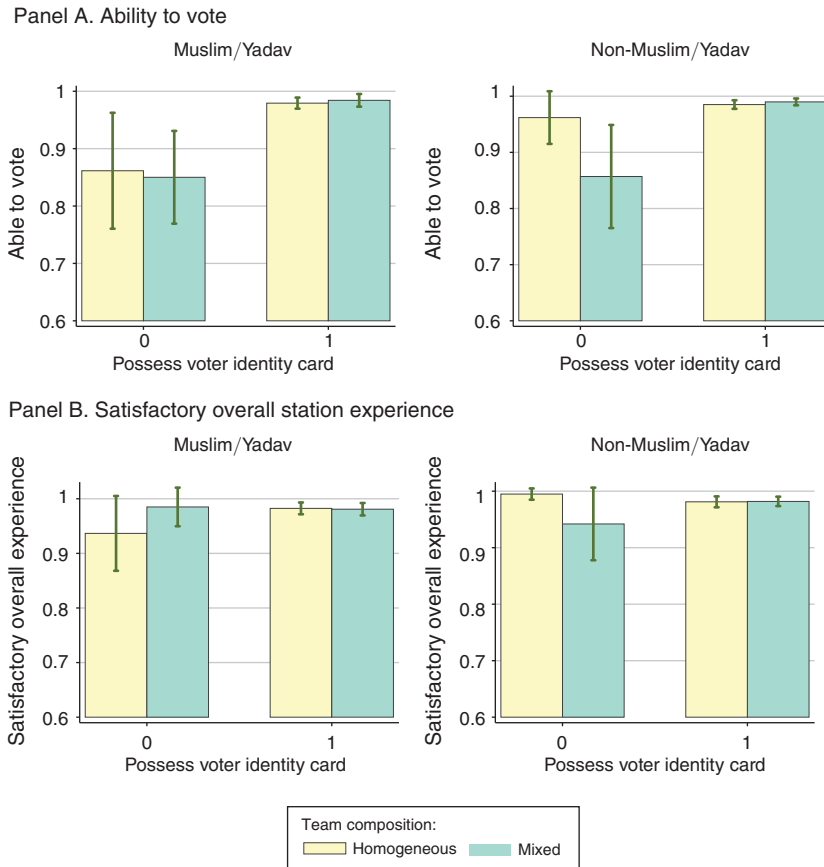 Panel A. Ability to vote
Muslim/Yadav
Able to vote
1
0.9
0.8
0.7
0.6
0
1
Possess voter identity card
Non-Muslim/Yadav
Able to vote
1
0.9
0.8
0.7
0.6
0
1
Possess voter identity card
Panel B. Satisfactory overall station experience
Muslim/Yadav
Satisfactory overall experience
1
0.9
0.8
0.7
0.6
0
1
Possess voter identity card
Non-Muslim/Yadav
Satisfactory overall experience
1
0.9
0.8
0.7
0.6
0
1
Possess voter identity card
Team composition:
Homogeneous
Mixed